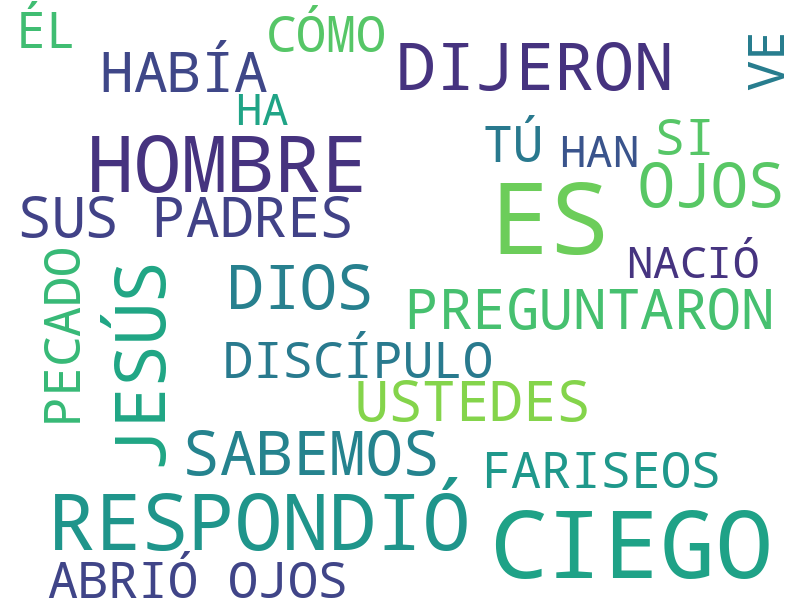 ÉL
CÓMO
HABÍA
DIJERON
VE
HA
HOMBRE
TÚ
HAN
SI
OJOS
SUS PADRES
ES
NACIÓ
PECADO
JESÚS
DIOS
PREGUNTARON
DISCÍPULO
USTEDES
SABEMOS
FARISEOS
RESPONDIÓ
CIEGO
ABRIÓ OJOS